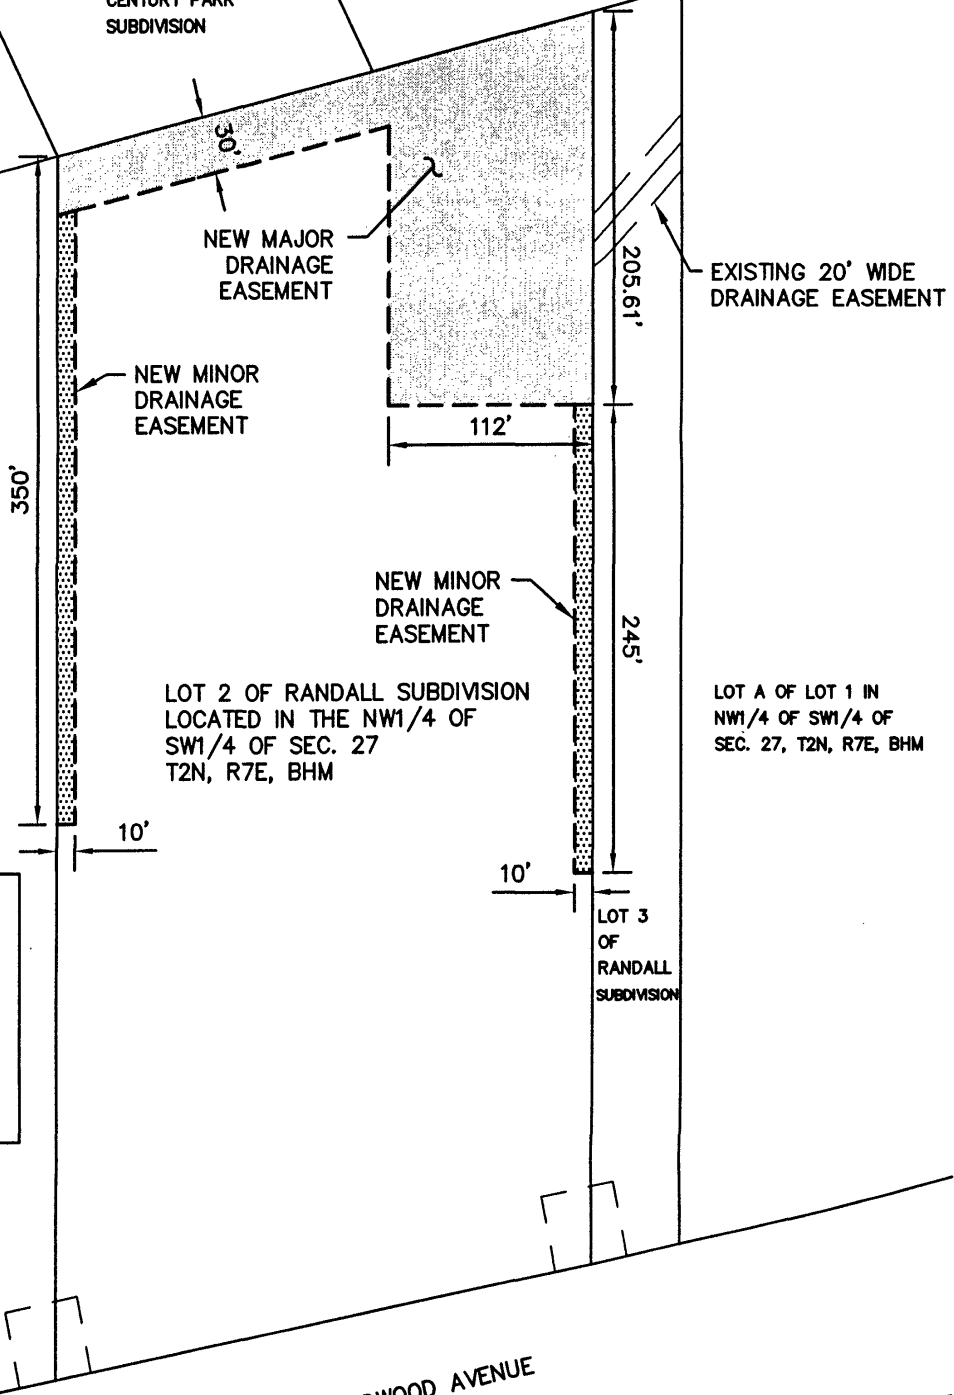 CENTURY PARK
SUBDIVISION
30'
NEW MAJOR
DRAINAGE
EASEMENT
205.61'
EXISTING 20' WIDE
DRAINAGE EASEMENT
NEW MINOR
DRAINAGE
EASEMENT
112'
350'
NEW MINOR
DRAINAGE
EASEMENT
245'
LOT 2 OF RANDALL SUBDIVISION
LOCATED IN THE NW1/4 OF
SW1/4 OF SEC. 27
T2N, R7E, BHM
LOT A OF LOT 1 IN
NW1/4 OF SW1/4 OF
SEC. 27, T2N, R7E, BHM
10'
10'
LOT 3
OF
RANDALL
SUBDIVISION
AVENUE